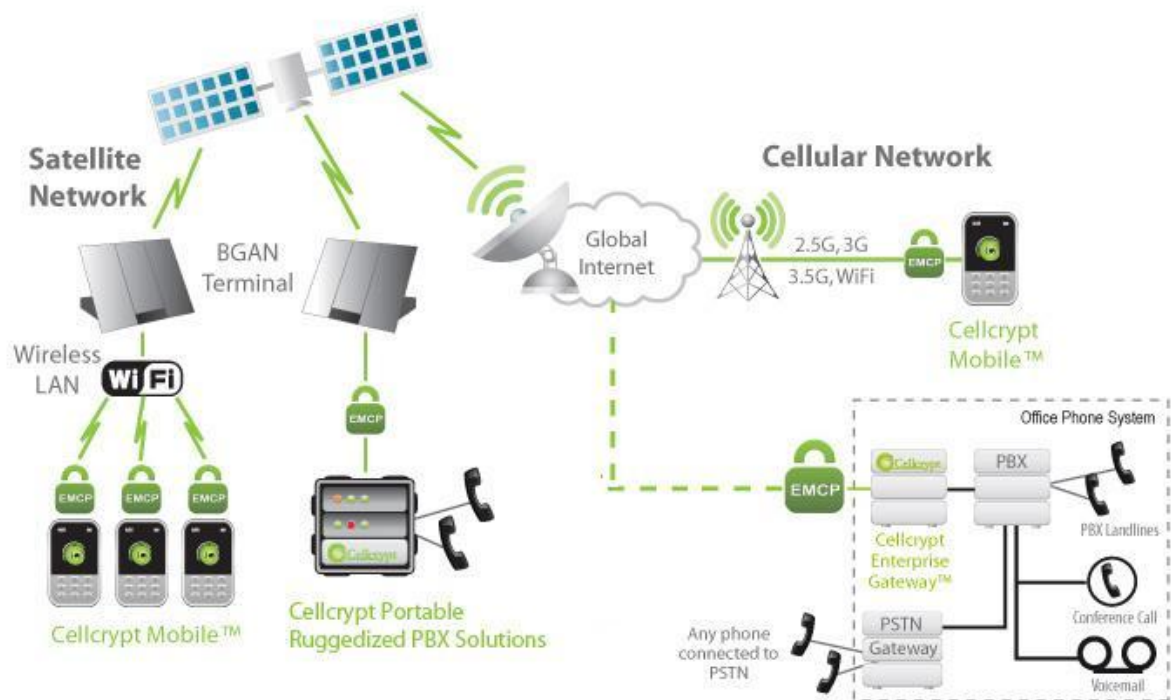 Satellite
Network
Cellular Network
BGAN
Terminal
Global
Internet
2.5G, 3G
3.5G, WiFi
EMCP
Cellcrypt
Mobile™
Wireless
LAN
Wi Fi
EMCP
EMCP
EMCP
EMCP
Cellcrypt
Cellcrypt Mobile™
Cellcrypt Portable
Ruggedized PBX Solutions
Office Phone System
EMCP
Cellcrypt
PBX
PBX Landlines
Cellcrypt
Enterprise
Gateway™
Conference Call
PSTN
Gateway
Any phone
connected to
PSTN
Voicemail